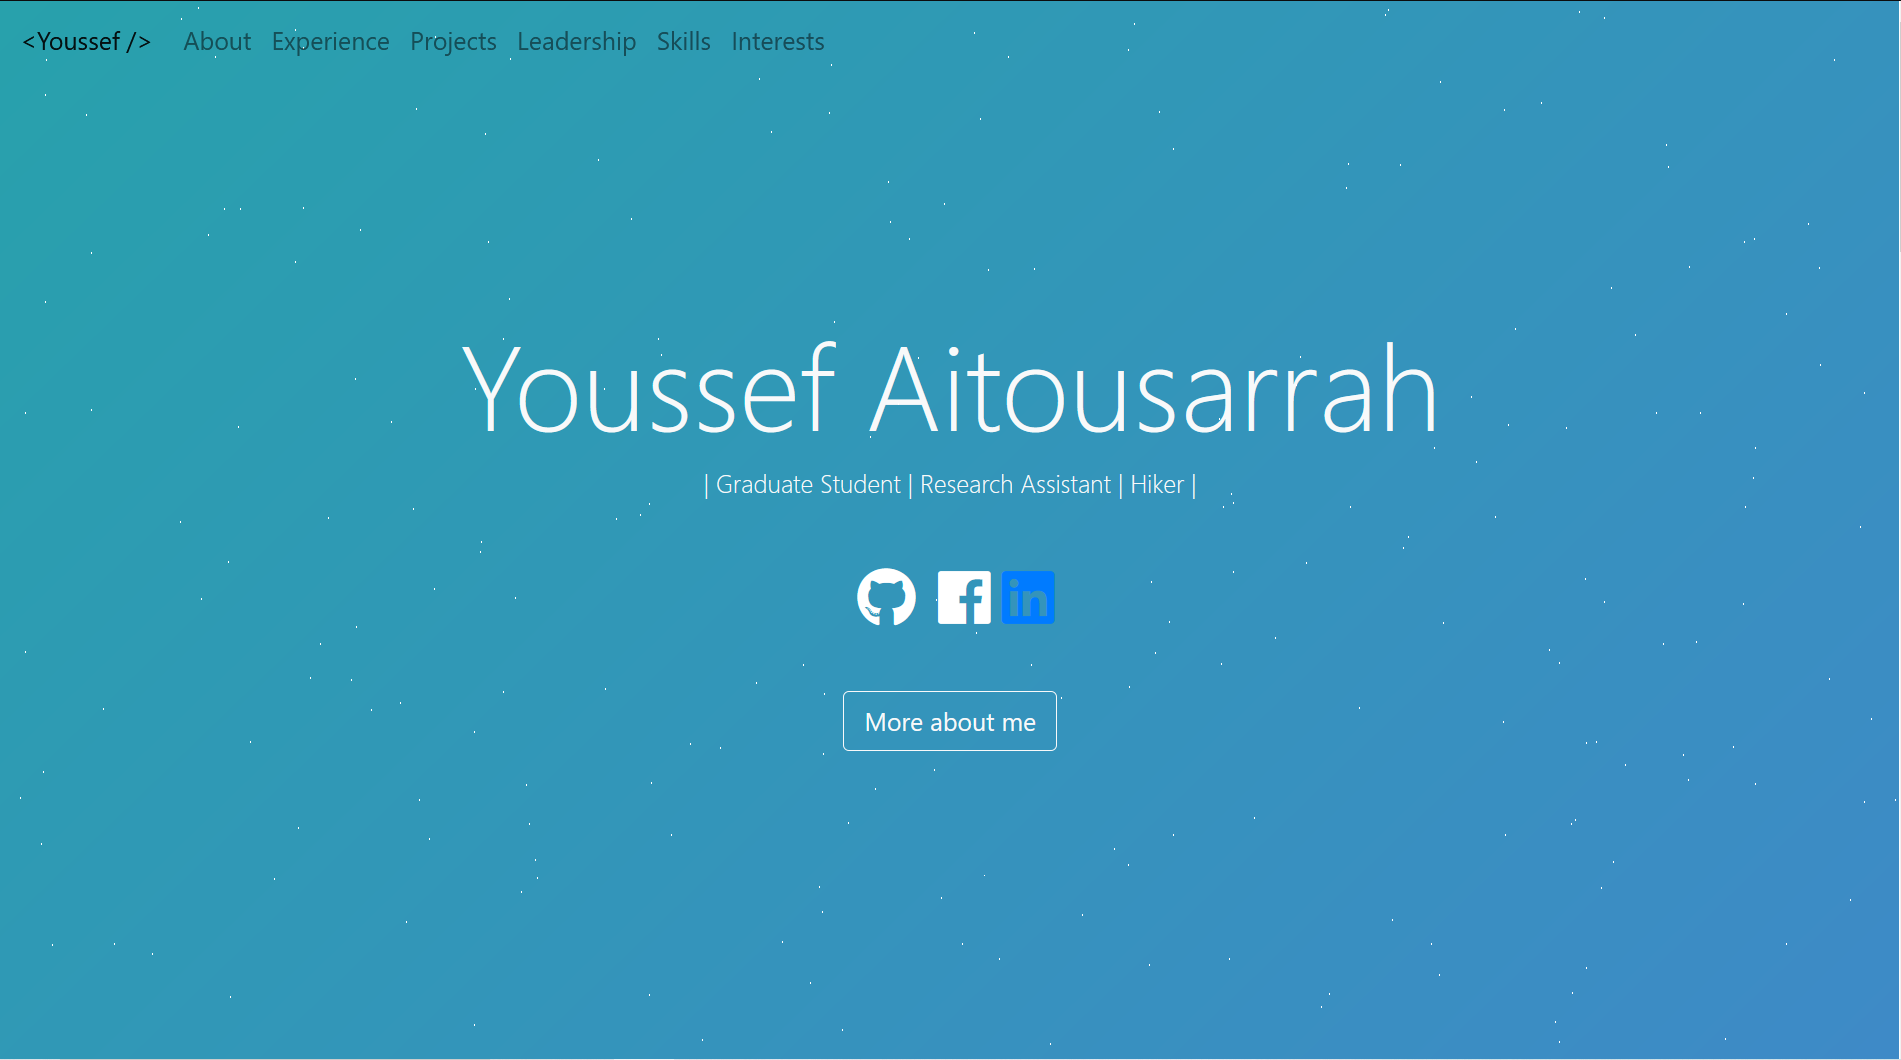 <Youssef /> About Experience Projects Leadership Skills Interests
Youssef Aitousarrah
| Graduate Student | Research Assistant | Hiker |
in
More about me